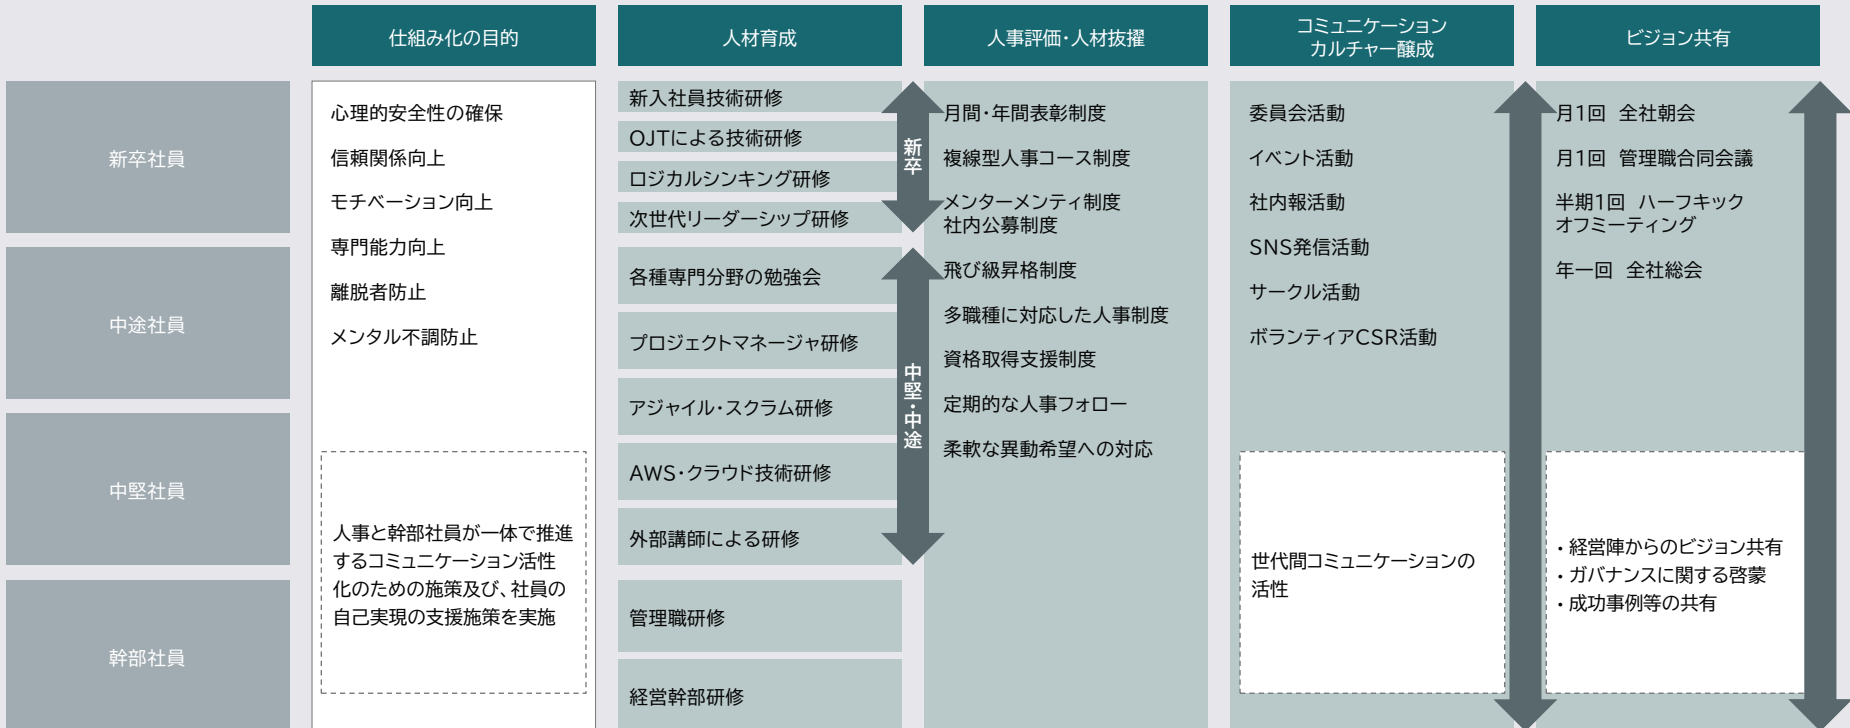 仕組み化の目的
人材育成
人事評価・人材抜擢
コミュニケーション
カルチャー醸成
ビジョン共有
新卒社員
中途社員
中堅社員
幹部社員
心理的安全性の確保
信頼関係向上
モチベーション向上
専門能力向上
離脱者防止
メンタル不調防止
人事と幹部社員が一体で推進
するコミュニケーション活性
化のための施策及び、社員の
自己実現の支援施策を実施
新入社員技術研修
OJTによる技術研修
ロジカルシンキング研修
次世代リーダーシップ研修
各種専門分野の勉強会
プロジェクトマネージャ研修
アジャイル・スクラム研修
AWS・クラウド技術研修
外部講師による研修
管理職研修
経営幹部研修
新卒
中堅・中途
月間・年間表彰制度
複線型人事コース制度
メンターメンティ制度
社内公募制度
飛び級昇格制度
多職種に対応した人事制度
資格取得支援制度
定期的な人事フォロー
柔軟な異動希望への対応
委員会活動
イベント活動
社内報活動
SNS発信活動
サークル活動
ボランティアCSR活動
世代間コミュニケーションの
活性
月1回　全社朝会
月1回　管理職合同会議
半期1回　ハーフキック
オフミーティング
年一回　全社総会
・経営陣からのビジョン共有
・ガバナンスに関する啓蒙
・成功事例等の共有